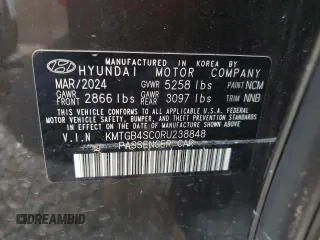 MANUFACTURED IN KOREA BY
HYUNDAI MOTOR COMPANY
MAR/2024 GVWR 5258 lbs PAINT NCM
GAWR FRONT 2866 lbs GAWR REAR 3097 lbs TRIM NNB
THIS VEHICLE CONFORMS TO ALL APPLICABLE
FEDERAL MOTOR VEHICLE SAFETY, BUMPER, AND
THEFT PREVENTION STANDARDS IN EFFECT ON
THE DATE OF MANUFACTURE SHOWN ABOVE.
V.I.N KMTGB4SC0RU238848
PASSENGER CAR
© DREAMBID